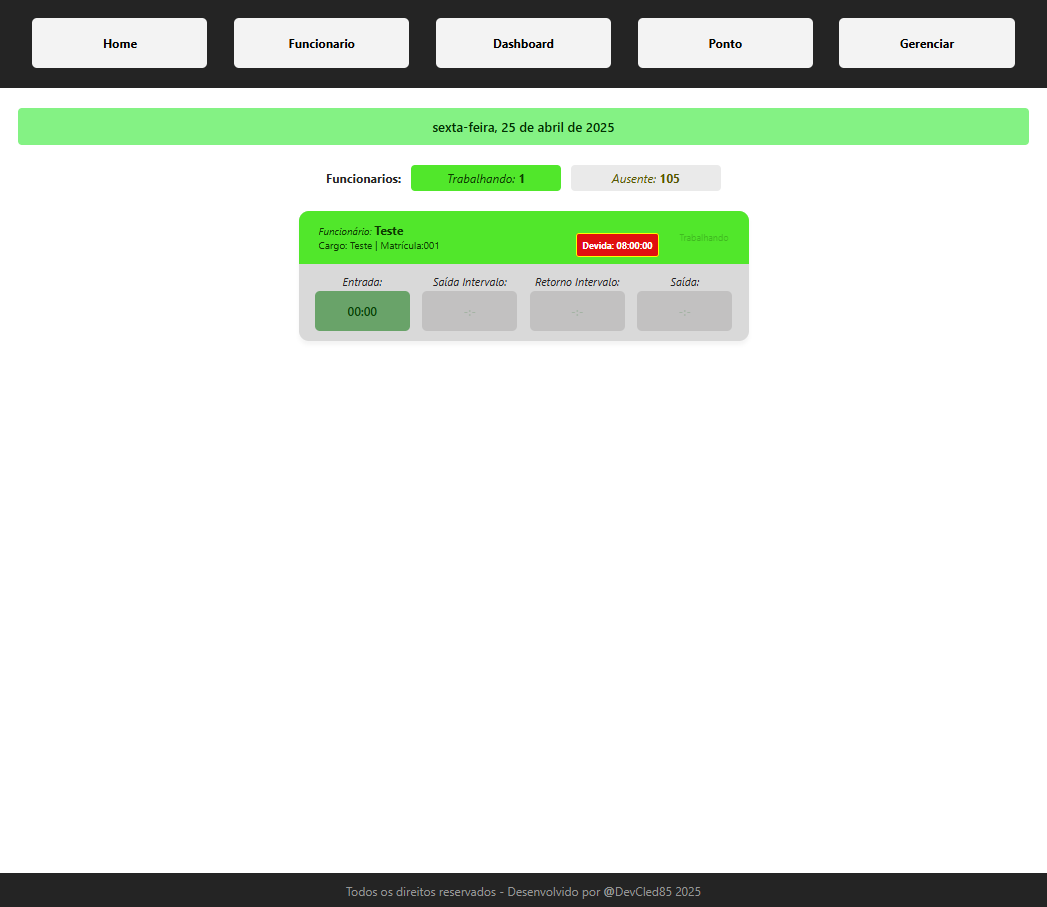 Home Funcionario Dashboard Ponto Gerenciar
sexta-feira, 25 de abril de 2025
Funcionarios: Trabalhando: 1 Ausente: 105
Funcionário: Teste
Cargo: Teste | Matrícula:001
Devida: 08:00:00 Trabalhando
Entrada: Saída Intervalo: Retorno Intervalo: Saída:
00:00 -:- -:- -:-
Todos os direitos reservados - Desenvolvido por @DevCled85 2025